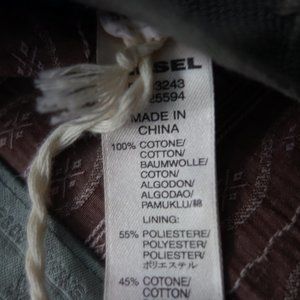 SEL
3243
25594
MADE IN
CHINA
100% COTONE/
COTTON/
BAUMWOLLE/
COTON/
ALGODON/
ALGODAO/
PAMUKLU/綿
LINING:
55% POLIESTERE/
POLYESTER/
POLIESTER/
ポリエステル
45% COTONE/
COTTON/